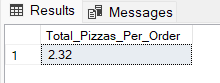 Results Messages
Total_Pizzas_Per_Order
1 2.32